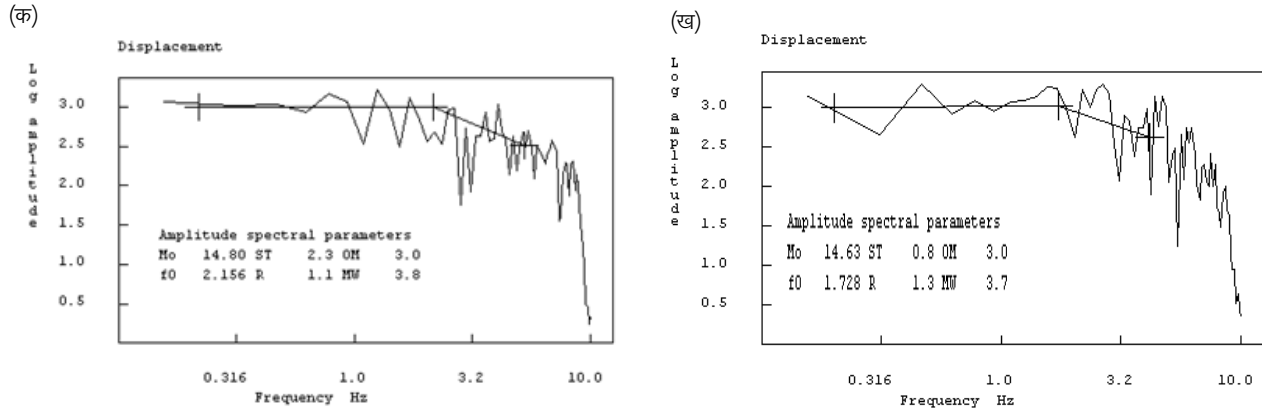 (क)
Displacement
Log amplitude
3.0
2.5
2.0
1.5
1.0
0.5
Amplitude spectral parameters
Mo 14.80 ST 2.3 OM 3.0
f0 2.156 R 1.1 MW 3.8
0.316 1.0 3.2 10.0
Frequency Hz
(ख)
Displacement
Log amplitude
3.0
2.5
2.0
1.5
1.0
0.5
Amplitude spectral parameters
Mo 14.63 ST 0.8 OM 3.0
f0 1.728 R 1.3 MW 3.7
0.316 1.0 3.2 10.0
Frequency Hz